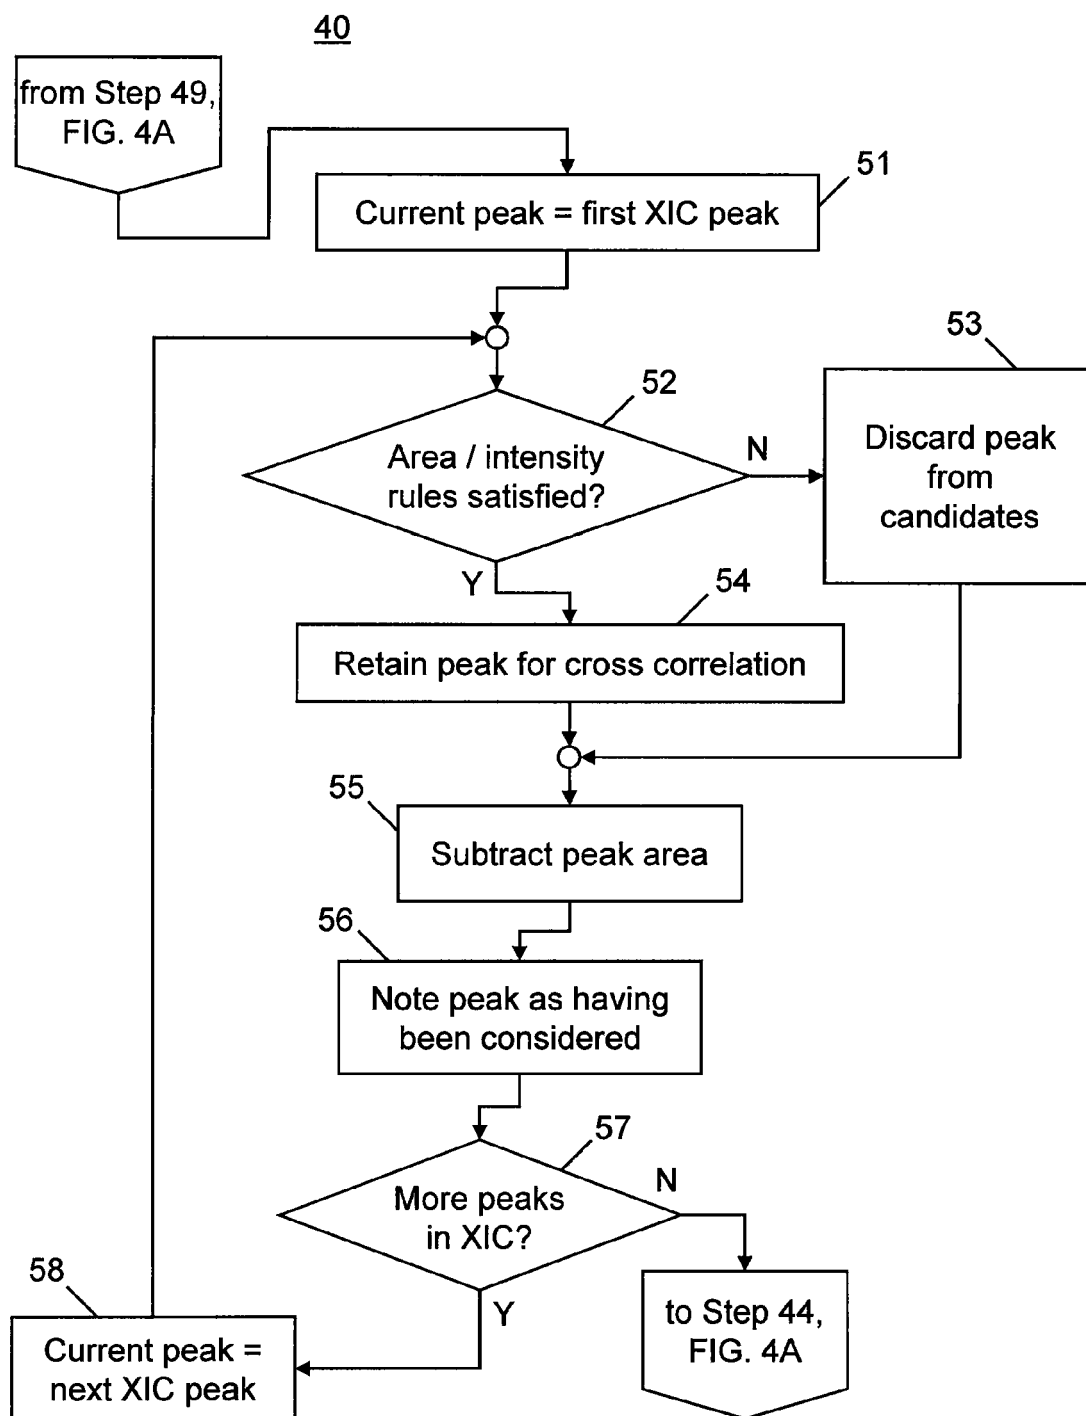 40
from Step 49,
FIG. 4A
51
Current peak = first XIC peak
52
Area / intensity
rules satisfied?
N
53
Discard peak
from
candidates
Y
54
Retain peak for cross correlation
55
Subtract peak area
56
Note peak as having
been considered
57
More peaks
in XIC?
N
Y
58
Current peak =
next XIC peak
to Step 44,
FIG. 4A